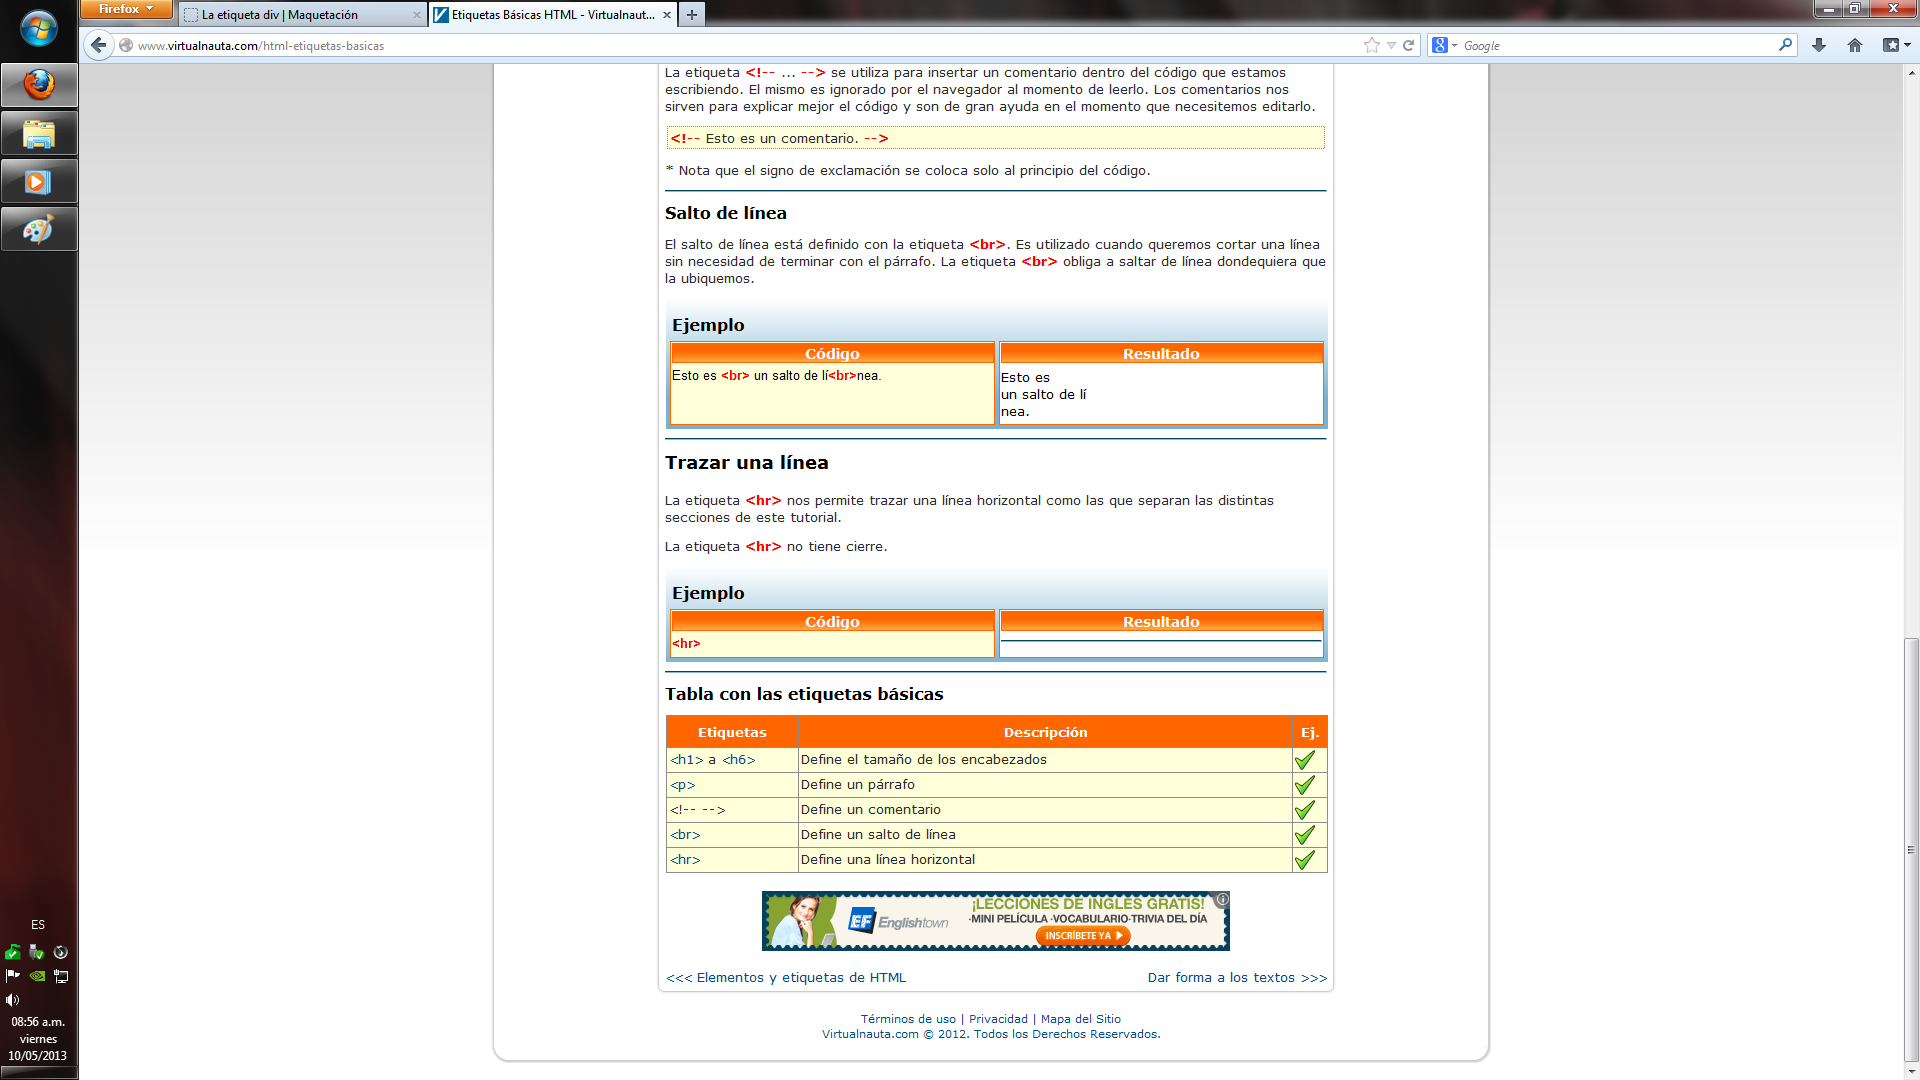 Firefox
La etiqueta div | Maquetación
Etiquetas Básicas HTML - Virtualnaut...
www.virtualnauta.com/html-etiquetas-basicas
Google
La etiqueta <!-- ... --> se utiliza para insertar un comentario dentro del código que estamos
escribiendo. El mismo es ignorado por el navegador al momento de leerlo. Los comentarios nos
sirven para explicar mejor el código y son de gran ayuda en el momento que necesitemos editarlo.
<!-- Esto es un comentario. -->
* Nota que el signo de exclamación se coloca solo al principio del código.
Salto de línea
El salto de línea está definido con la etiqueta <br>. Es utilizado cuando queremos cortar una línea
sin necesidad de terminar con el párrafo. La etiqueta <br> obliga a saltar de línea dondequiera que
la ubiquemos.
Ejemplo
Código
Resultado
Esto es <br> un salto de lí<br>nea.
Esto es
un salto de lí
nea.
Trazar una línea
La etiqueta <hr> nos permite trazar una línea horizontal como las que separan las distintas
secciones de este tutorial.
La etiqueta <hr> no tiene cierre.
Ejemplo
Código
Resultado
<hr>
Tabla con las etiquetas básicas
Etiquetas Descripción Ej.
<h1> a <h6> Define el tamaño de los encabezados
<p> Define un párrafo
<!-- --> Define un comentario
<br> Define un salto de línea
<hr> Define una línea horizontal
EF Englishtown
¡LECCIONES DE INGLÉS GRATIS!
·MINI PELÍCULA ·VOCABULARIO·TRIVIA DEL DÍA
INSCRÍBETE YA
<<< Elementos y etiquetas de HTML
Dar forma a los textos >>>
Términos de uso | Privacidad | Mapa del Sitio
Virtualnauta.com © 2012. Todos los Derechos Reservados.
ES
08:56 a.m.
viernes
10/05/2013